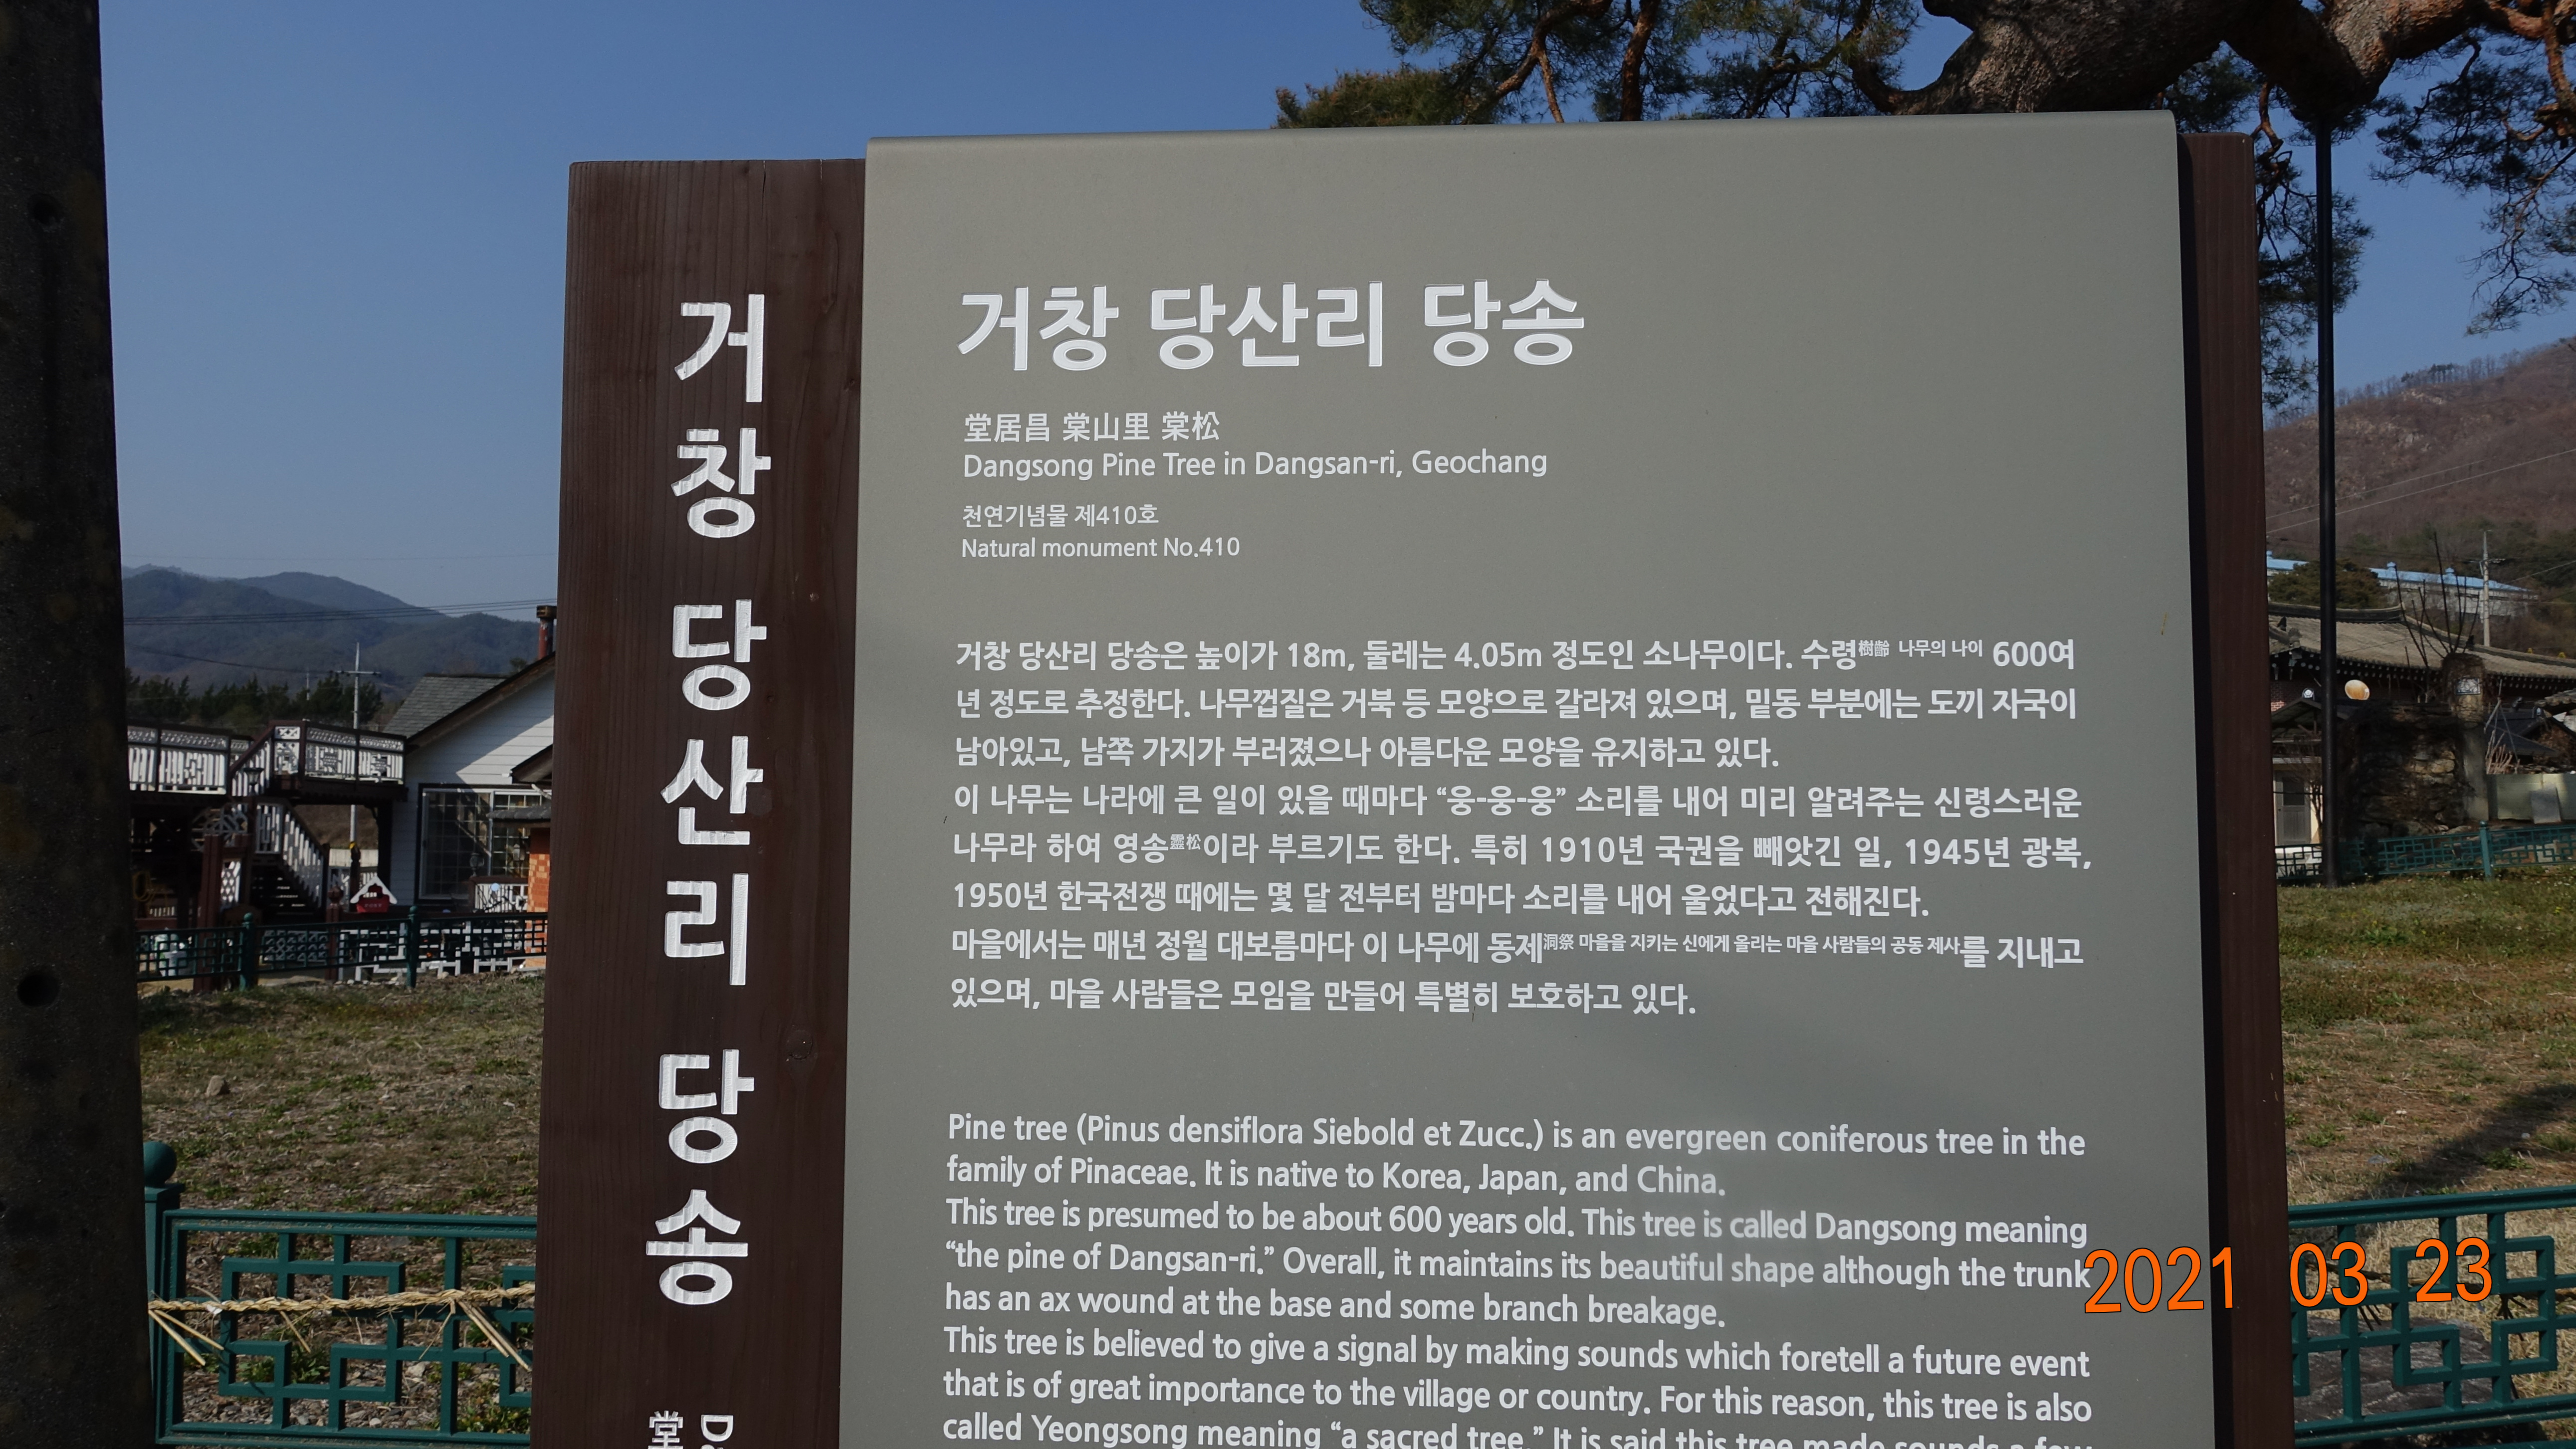 거창 당산리 당송
堂
거창 당산리 당송
堂居昌 棠山里 棠松
Dangsong Pine Tree in Dangsan-ri, Geochang
천연기념물 제410호
Natural monument No.410
거창 당산리 당송은 높이가 18m, 둘레는 4.05m 정도인 소나무이다. 수령樹齡 나무의 나이 600여
년 정도로 추정한다. 나무껍질은 거북 등 모양으로 갈라져 있으며, 밑동 부분에는 도끼 자국이
남아있고, 남쪽 가지가 부러졌으나 아름다운 모양을 유지하고 있다.
이 나무는 나라에 큰 일이 있을 때마다 “웅-웅-웅” 소리를 내어 미리 알려주는 신령스러운
나무라 하여 영송靈松이라 부르기도 한다. 특히 1910년 국권을 빼앗긴 일, 1945년 광복,
1950년 한국전쟁 때에는 몇 달 전부터 밤마다 소리를 내어 울었다고 전해진다.
마을에서는 매년 정월 대보름마다 이 나무에 동제洞祭 마을을 지키는 신에게 올리는 마을 사람들의 공동 제사를 지내고
있으며, 마을 사람들은 모임을 만들어 특별히 보호하고 있다.
Pine tree (Pinus densiflora Siebold et Zucc.) is an evergreen coniferous tree in the
family of Pinaceae. It is native to Korea, Japan, and China.
This tree is presumed to be about 600 years old. This tree is called Dangsong meaning
“the pine of Dangsan-ri.” Overall, it maintains its beautiful shape although the trunk
has an ax wound at the base and some branch breakage.
This tree is believed to give a signal by making sounds which foretell a future event
that is of great importance to the village or country. For this reason, this tree is also
called Yeongsong meaning “a sacred tree.” It is said this tree made sounds a few
2021 03 23